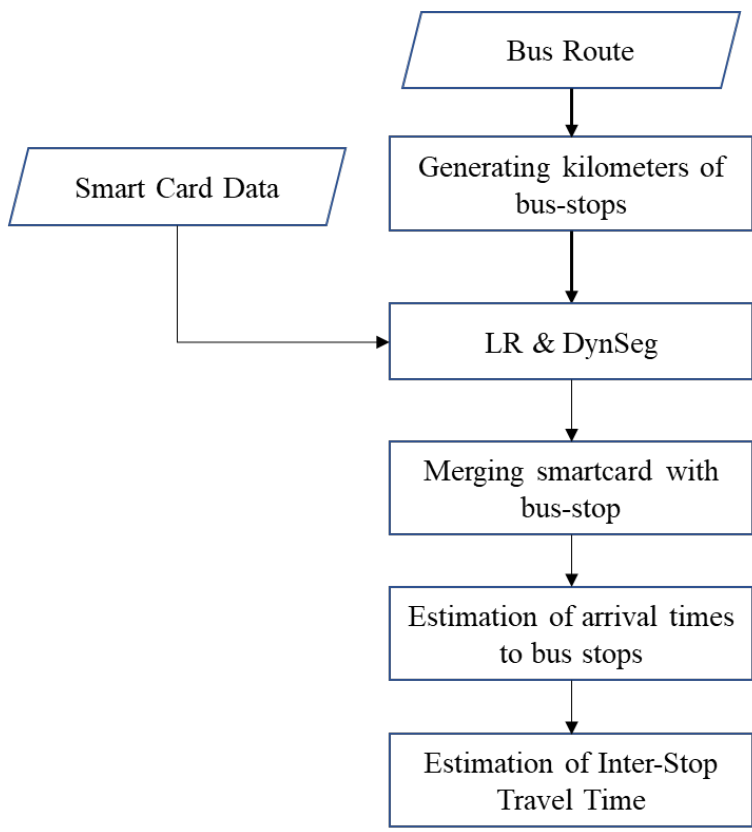 Bus Route
Generating kilometers of
bus-stops
Smart Card Data
LR & DynSeg
Merging smartcard with
bus-stop
Estimation of arrival times
to bus stops
Estimation of Inter-Stop
Travel Time